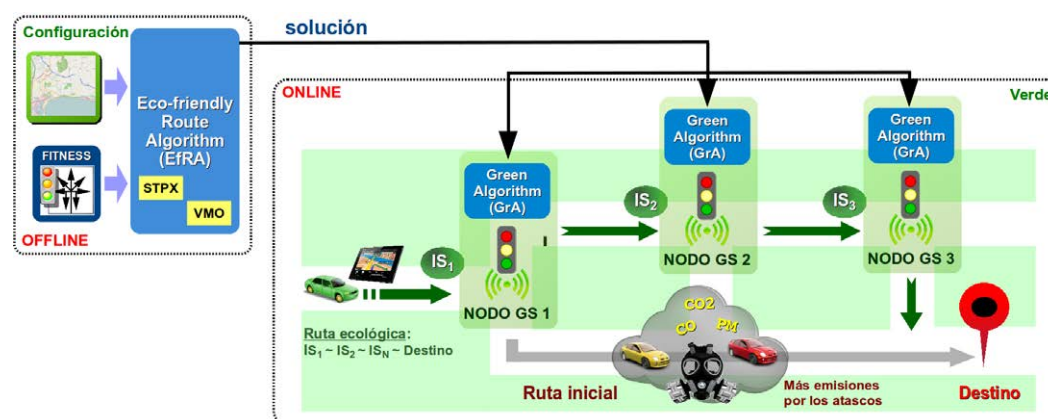 Configuración
Eco-friendly
Route
Algorithm
(EfRA)
FITNESS
STPX
VMO
OFFLINE
solución
ONLINE
Verde
Green
Algorithm
(GrA)
IS1
NODO GS 1
Green
Algorithm
(GrA)
IS2
NODO GS 2
Green
Algorithm
(GrA)
IS3
NODO GS 3
Ruta ecológica:
IS1 ~ IS2 ~ ISN ~ Destino
CO2
CO
PM
Ruta inicial
Más emisiones
por los atascos
Destino